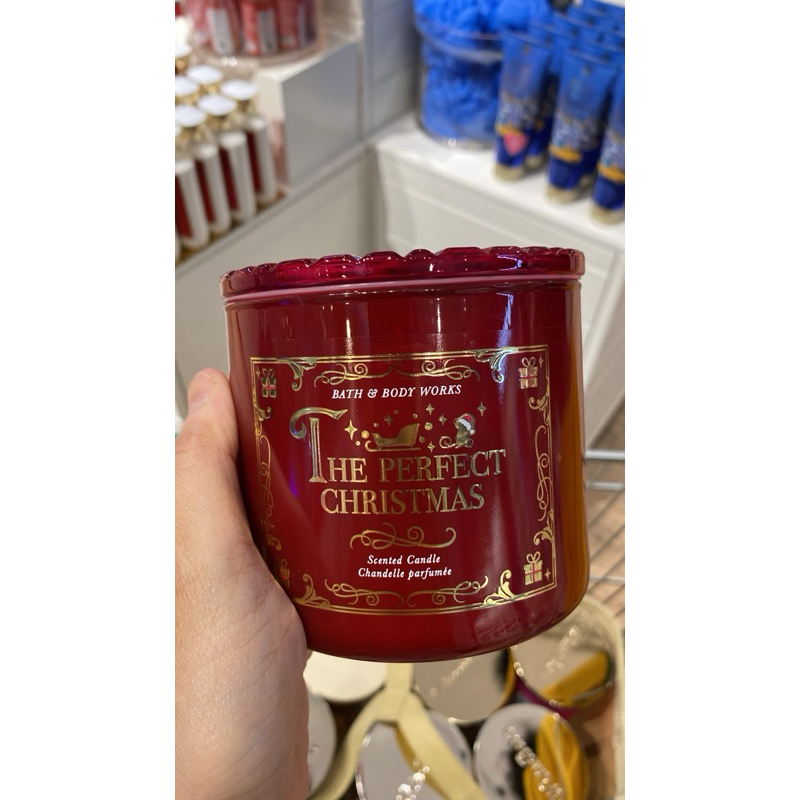 BATH & BODY WORKS
THE PERFECT
CHRISTMAS
Scented Candle
Chandelle parfumée